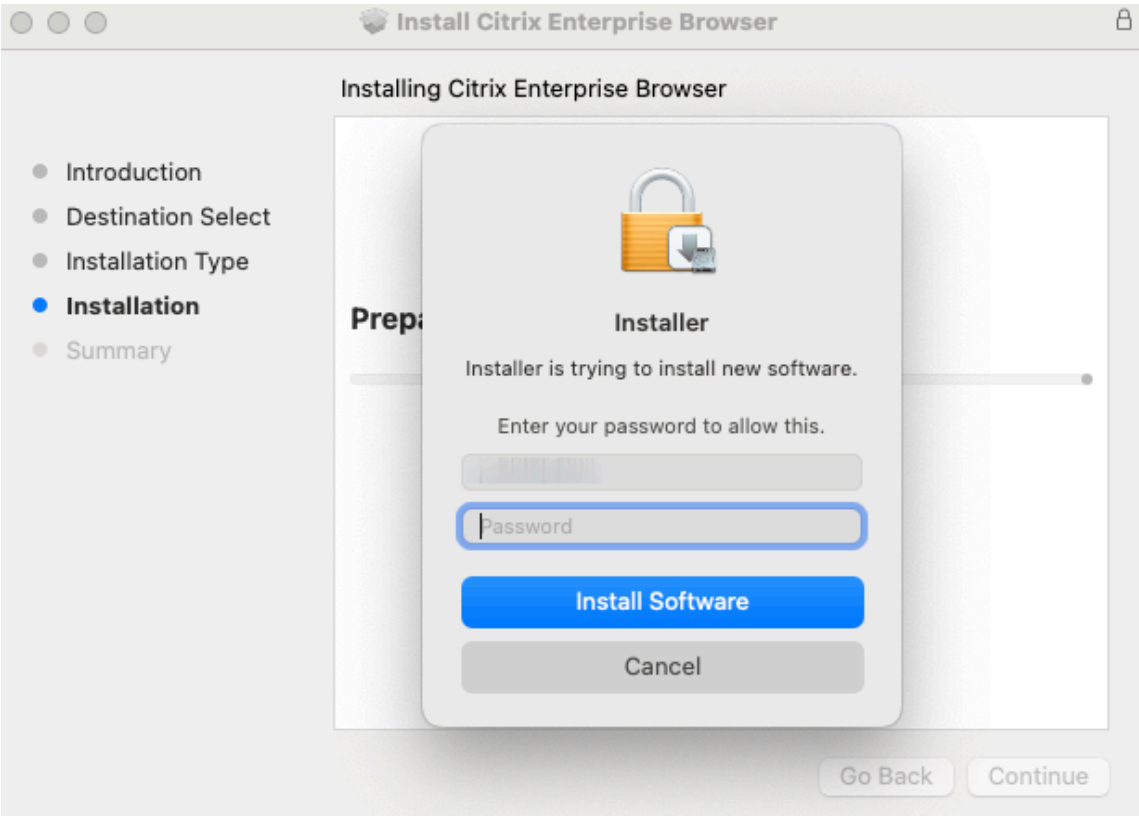 Install Citrix Enterprise Browser
Installing Citrix Enterprise Browser
Introduction
Destination Select
Installation Type
Installation
Summary
Prepa
Installer
Installer is trying to install new software.
Enter your password to allow this.
Password
Install Software
Cancel
Go Back
Continue